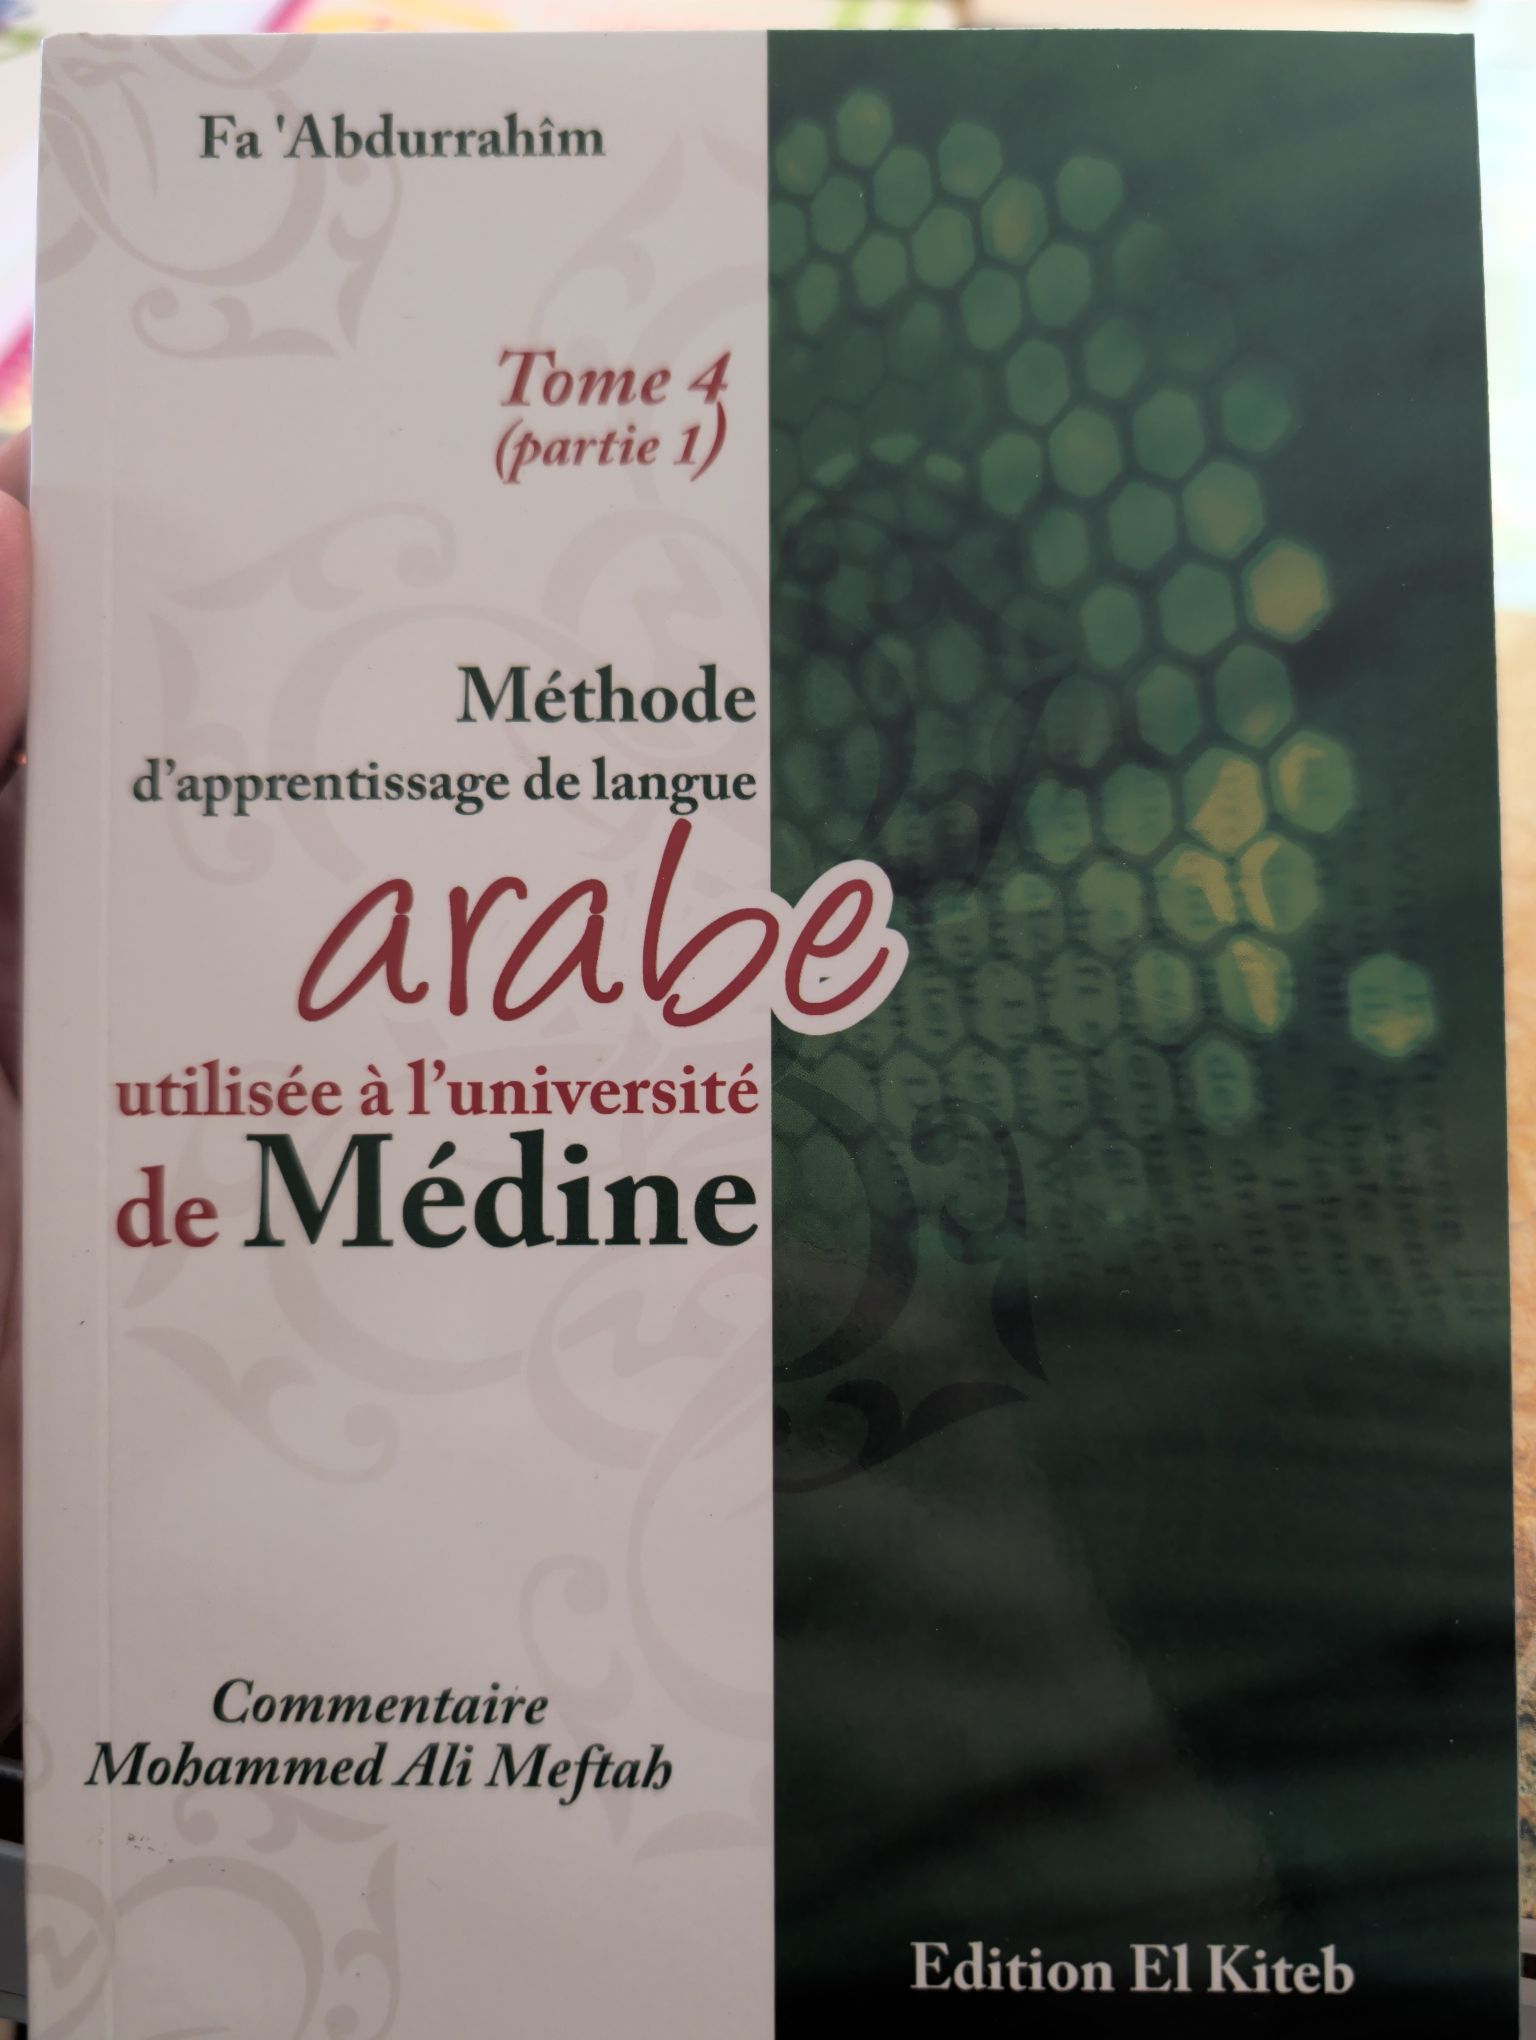 Fa 'Abdurrahîm
Tome 4
(partie 1)
Méthode
d'apprentissage de langue
arabe
utilisée à l'université
de Médine
Commentaire
Mohammed Ali Meftah
Edition El Kiteb